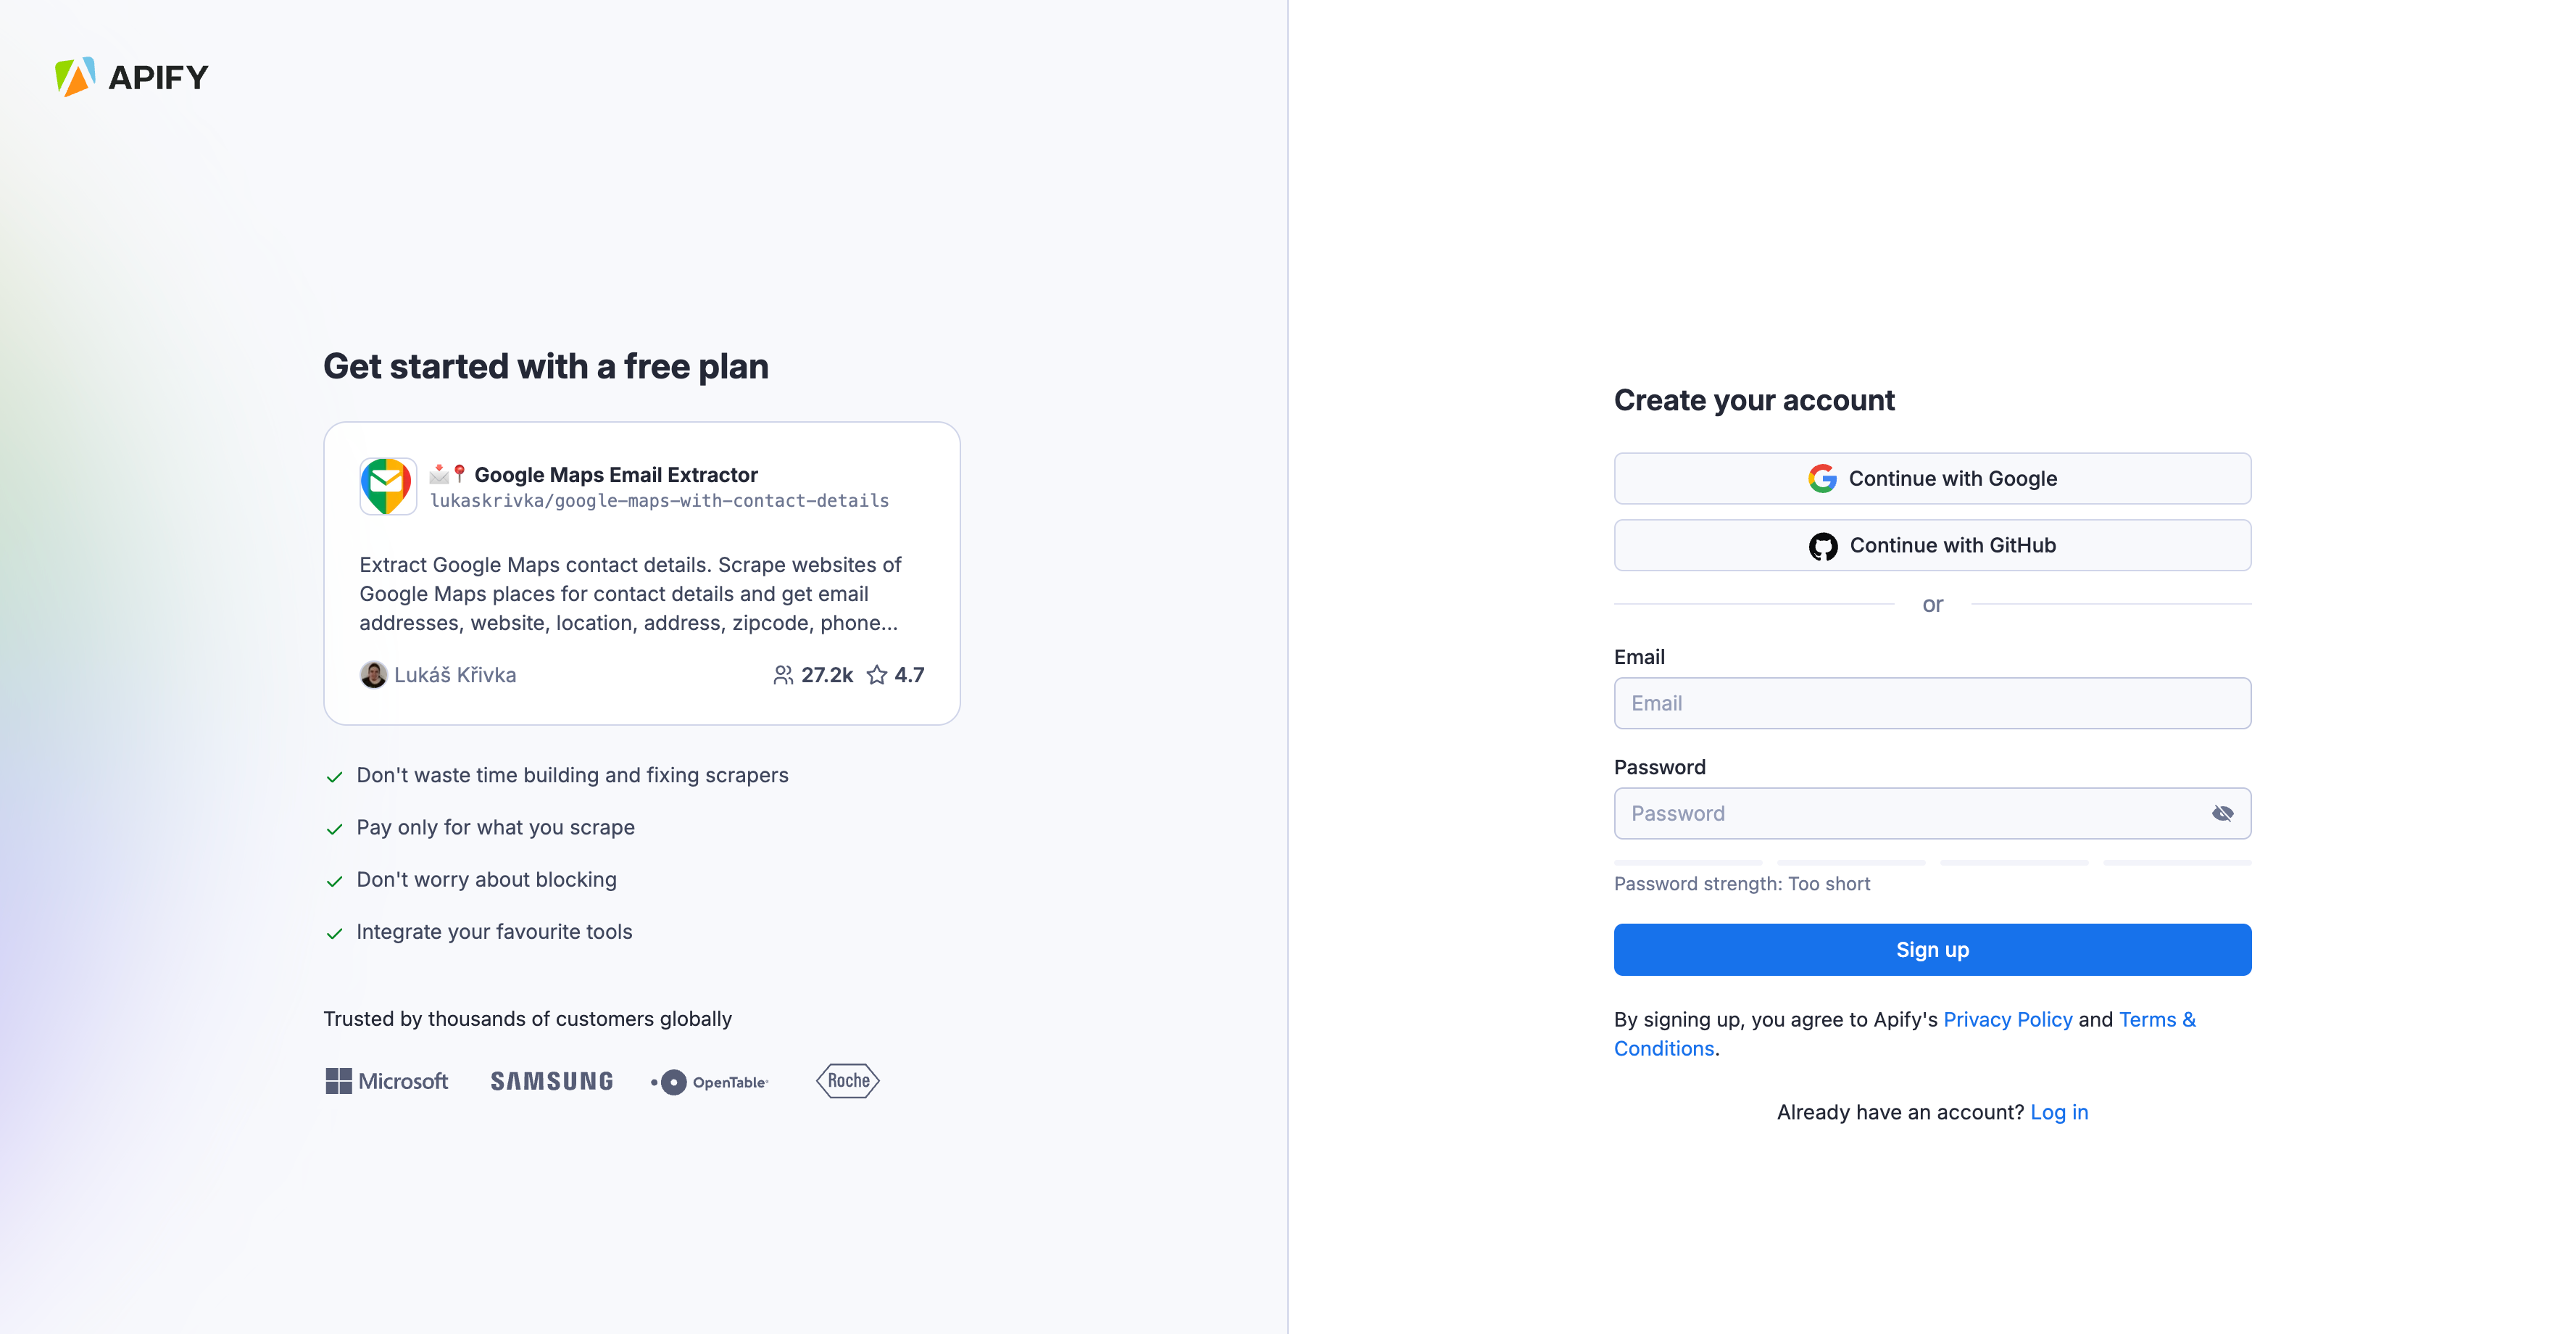 APIFY
Get started with a free plan
📩📍 Google Maps Email Extractor
lukaskrivka/google-maps-with-contact-details
Extract Google Maps contact details. Scrape websites of
Google Maps places for contact details and get email
addresses, website, location, address, zipcode, phone...
Lukáš Křivka
27.2k 4.7
Don't waste time building and fixing scrapers
Pay only for what you scrape
Don't worry about blocking
Integrate your favourite tools
Trusted by thousands of customers globally
Microsoft SAMSUNG OpenTable Roche
Create your account
Continue with Google
Continue with GitHub
or
Email
Email
Password
Password
Password strength: Too short
Sign up
By signing up, you agree to Apify's Privacy Policy and Terms &
Conditions.
Already have an account? Log in